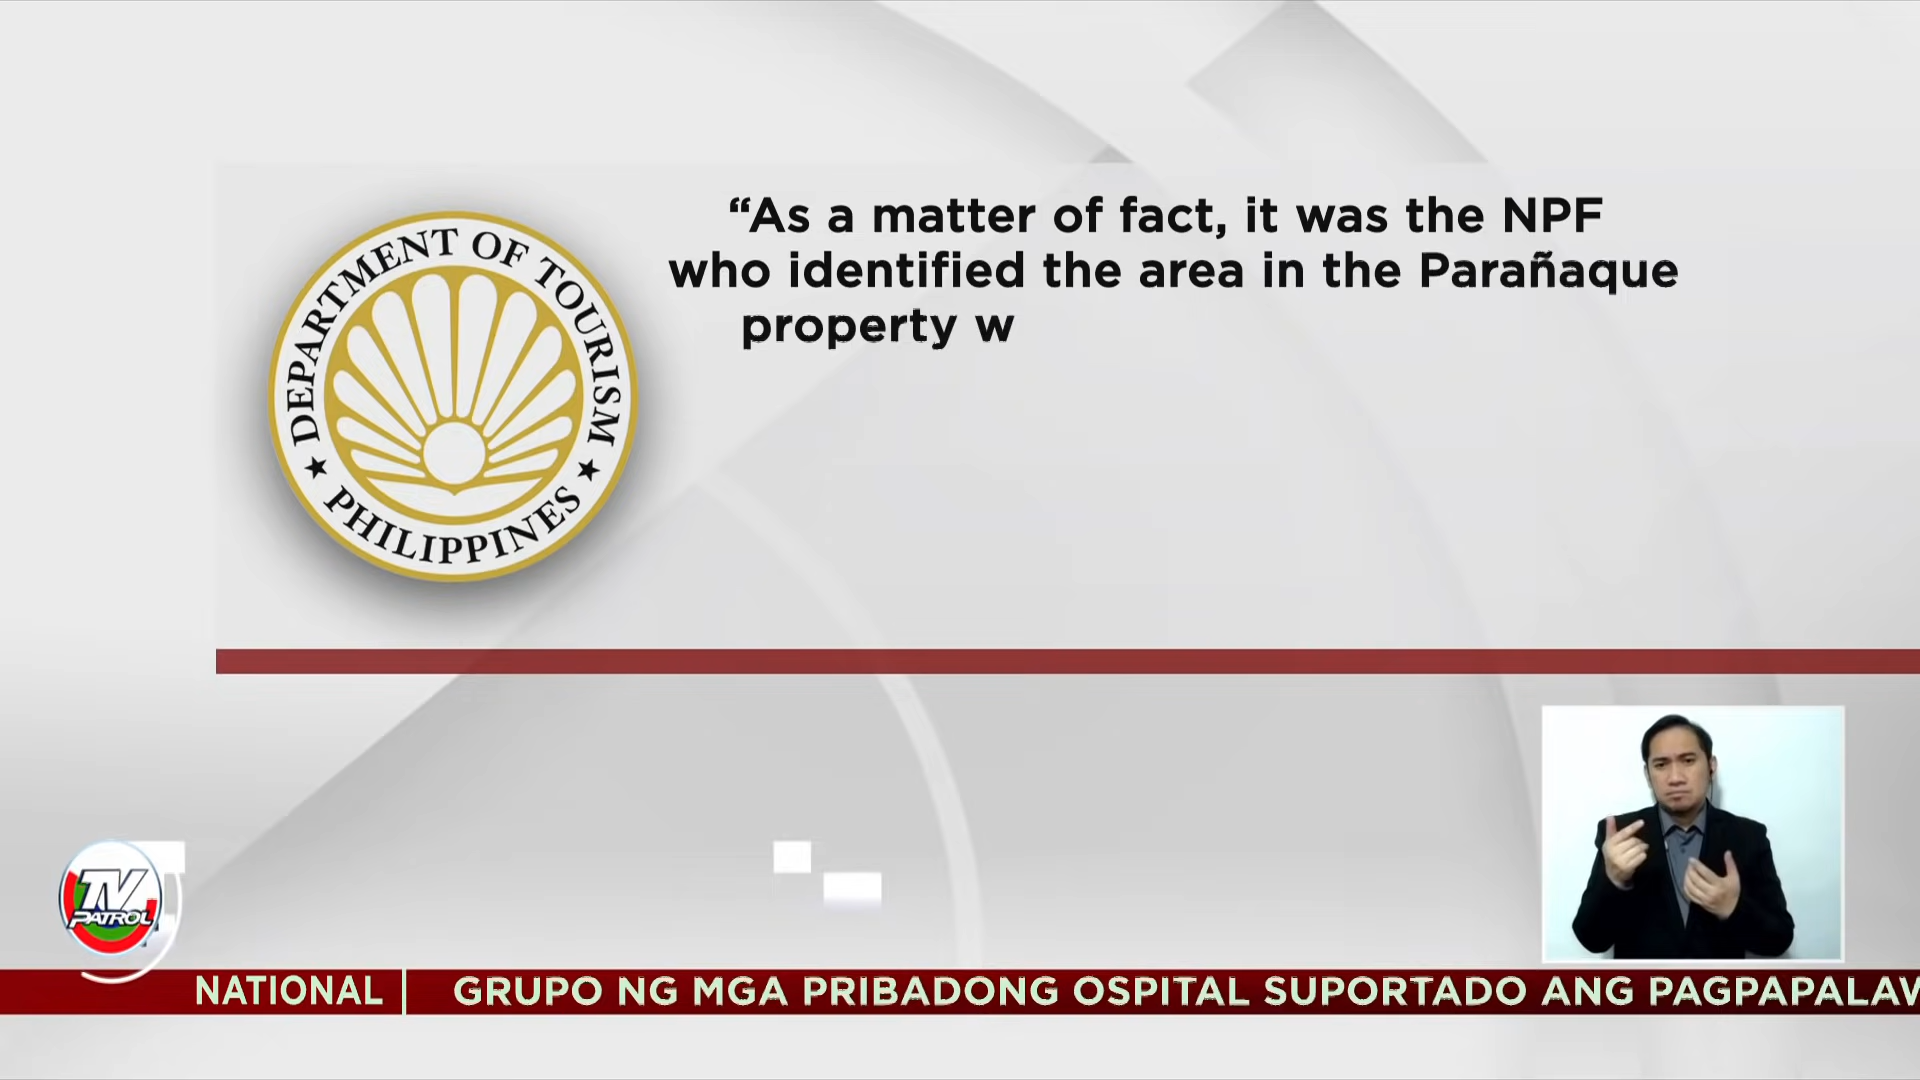 “As a matter of fact, it was the NPF
who identified the area in the Parañaque
property w
DEPARTMENT OF TOURISM
★ PHILIPPINES ★
TV
PATROL
NATIONAL
GRUPO NG MGA PRIBADONG OSPITAL SUPORTADO ANG PAGPAPALAW